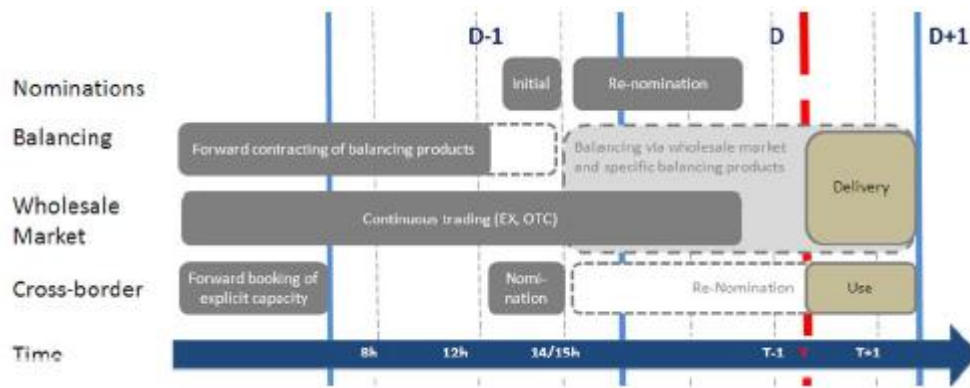 D-1
D
D+1
Nominations
Initial
Re-nomination
Balancing
Forward contracting of balancing products
Balancing via wholesale market
and specific balancing products
Delivery
Wholesale
Market
Continuous trading (EX, OTC)
Cross-border
Forward booking of
explicit capacity
Nomi-
nation
Re-Nomination
Use
Time
8h
12h
14/15h
T-1
T
T+1